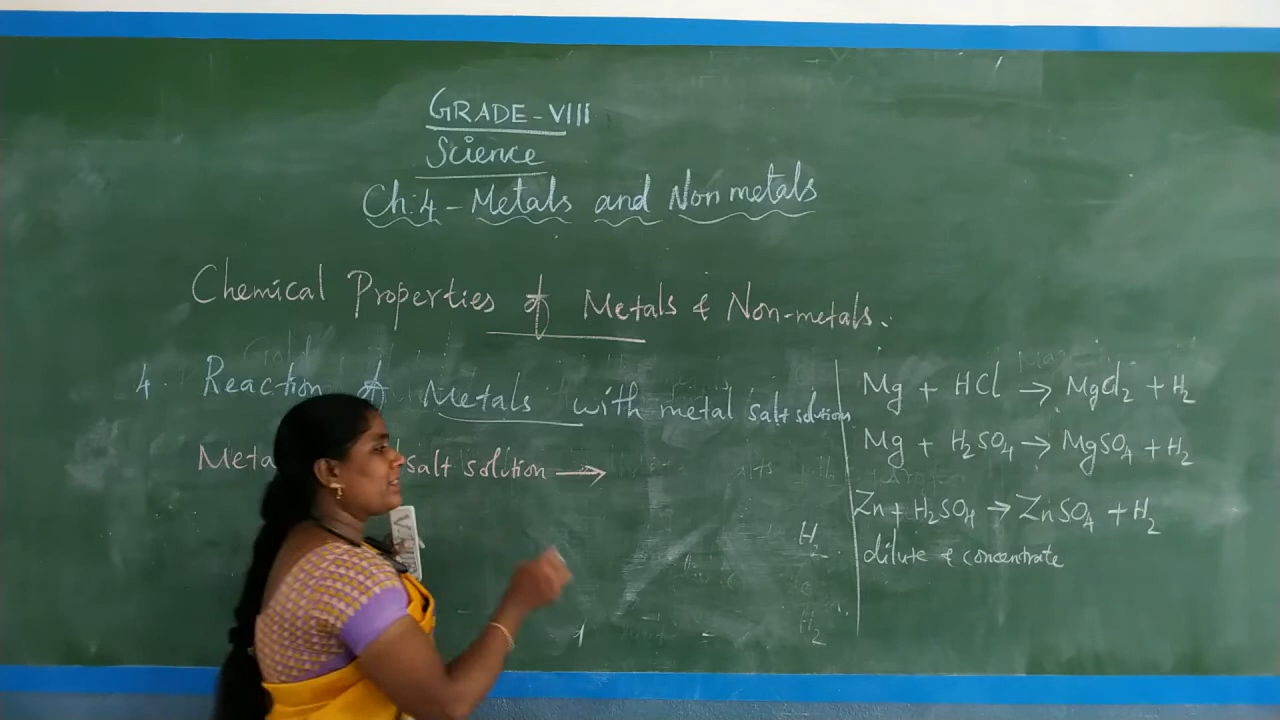 GRADE-VIII
Science
Ch:4 - Metals and Non metals
Chemical Properties of Metals & Non-metals.
4. Reaction of Metals with metal salt solution
salt solution →
Mg + HCl → MgCl2 + H2
Mg + H2SO4 → MgSO4 + H2
Zn + H2SO4 → ZnSO4 + H2
dilute & concentrate
H2
H2